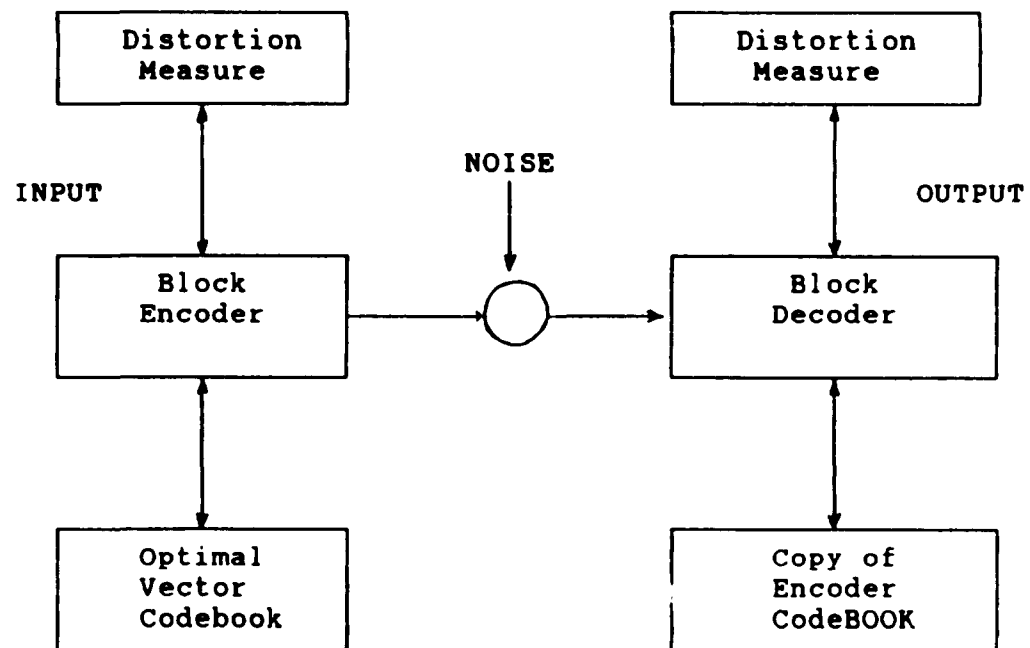 Distortion
Measure
Distortion
Measure
NOISE
INPUT
OUTPUT
Block
Encoder
Block
Decoder
Optimal
Vector
Codebook
Copy of
Encoder
CodeBOOK